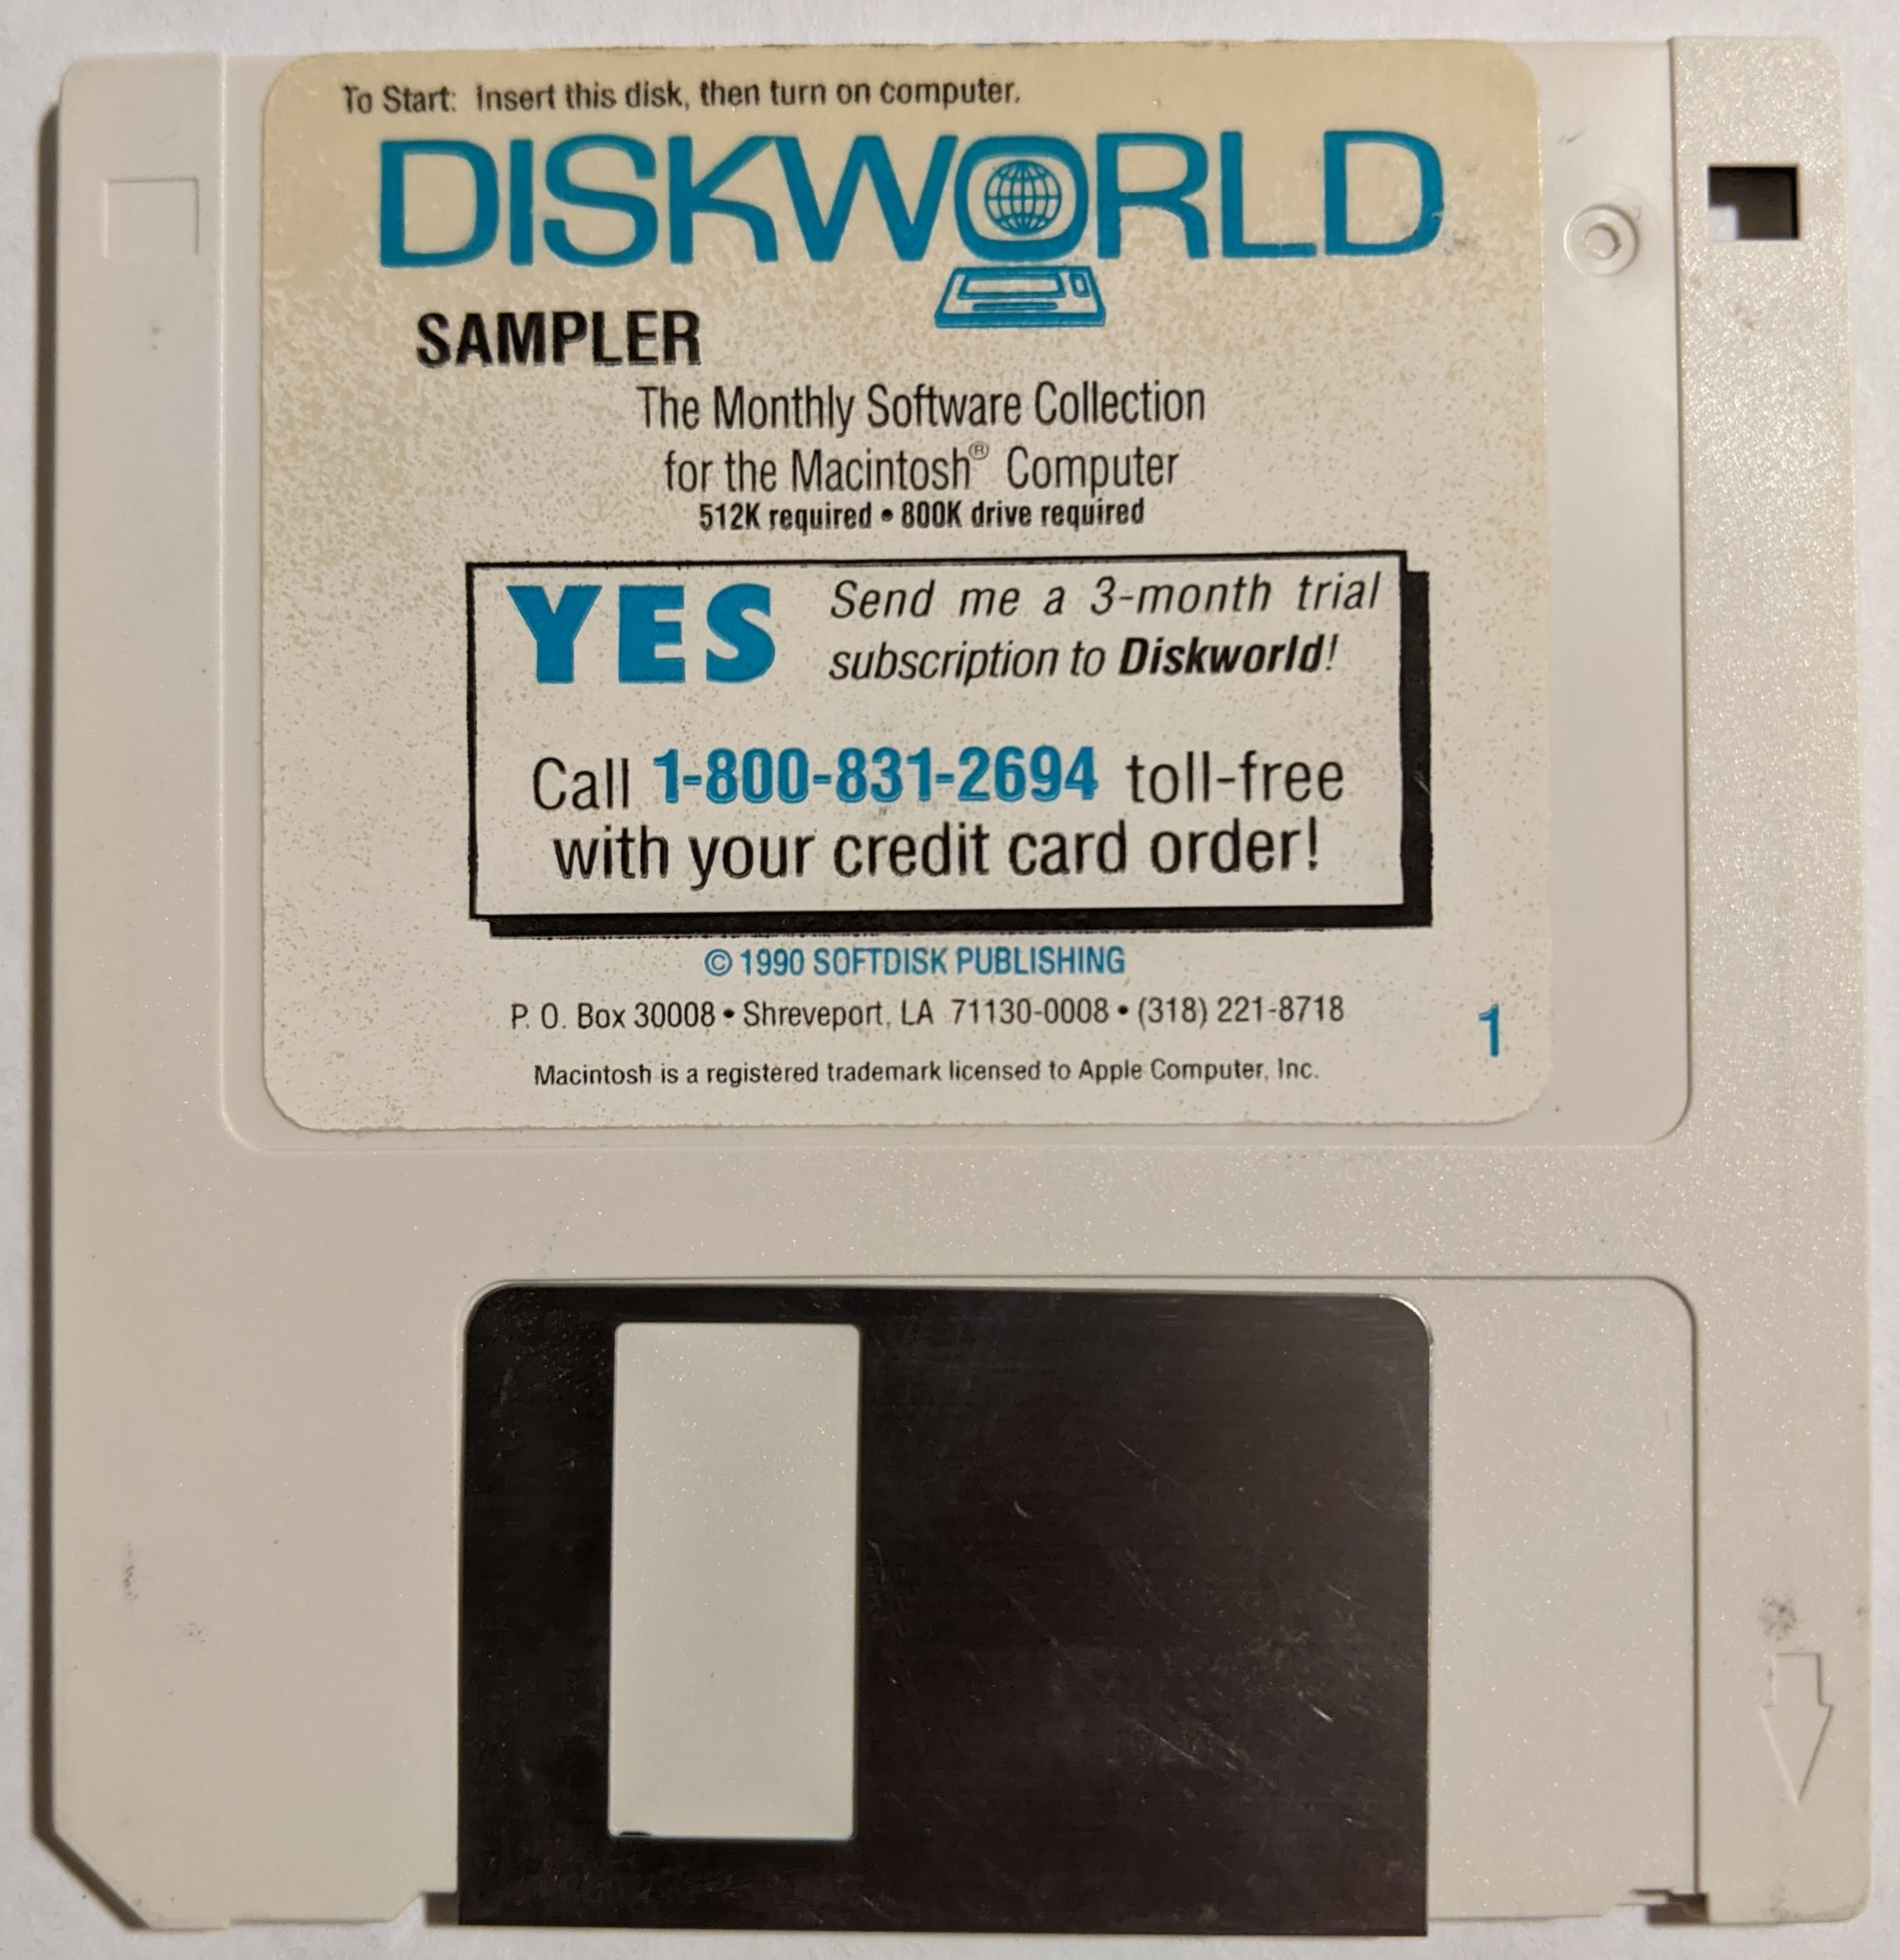 To Start: Insert this disk, then turn on computer.
DISKWORLD
SAMPLER
The Monthly Software Collection
for the Macintosh® Computer
512K required • 800K drive required
YES Send me a 3-month trial
subscription to Diskworld!
Call 1-800-831-2694 toll-free
with your credit card order!
© 1990 SOFTDISK PUBLISHING
P. O. Box 30008 • Shreveport, LA 71130-0008 • (318) 221-8718
1
Macintosh is a registered trademark licensed to Apple Computer, Inc.